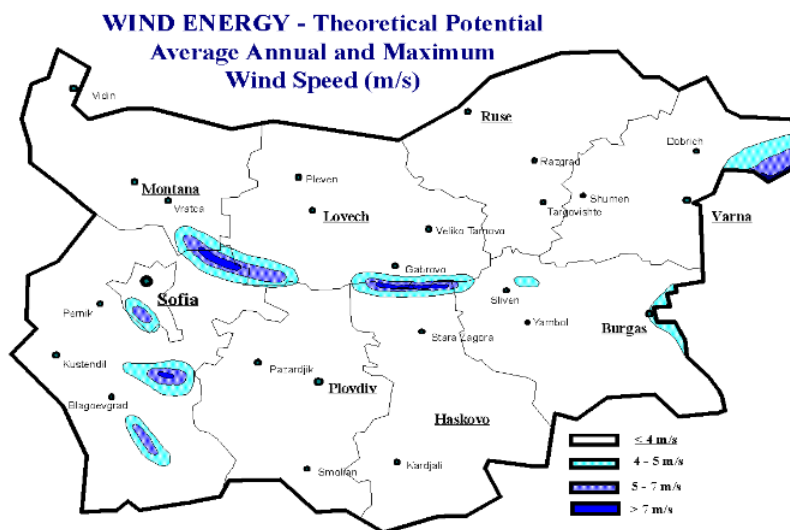 WIND ENERGY - Theoretical Potential
Average Annual and Maximum
Wind Speed (m/s)
Vidin
Ruse
Dobrich
Razgrad
Pleven
Montana
Vratca
Shumen
Targovishte
Lovech
Varna
Veliko Tarnovo
Gabrovo
Sofia
Sliven
Pernik
Yambol
Burgas
Stara Zagora
Kustendil
Pazardjik
Plovdiv
Blagoevgrad
Haskovo
Smolian
Kardjali
≤ 4 m/s
4 - 5 m/s
5 - 7 m/s
> 7 m/s